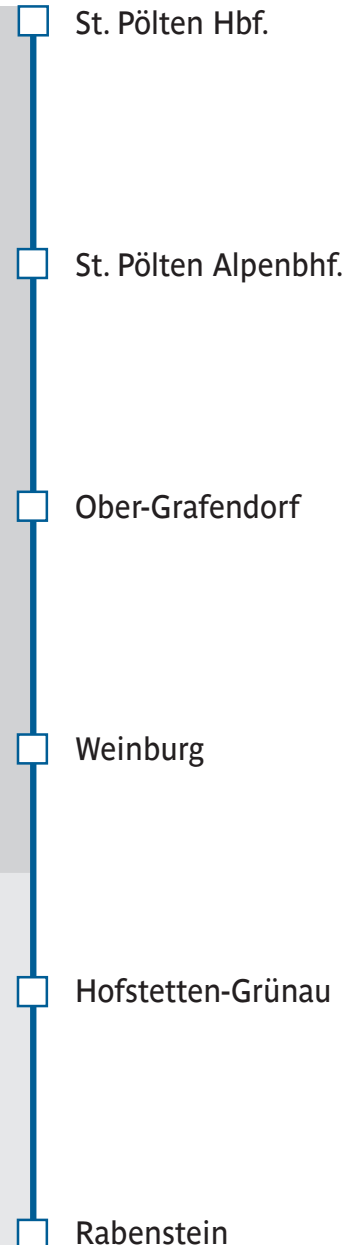 St. Pölten Hbf.
St. Pölten Alpenbhf.
Ober-Grafendorf
Weinburg
Hofstetten-Grünau
Rabenstein